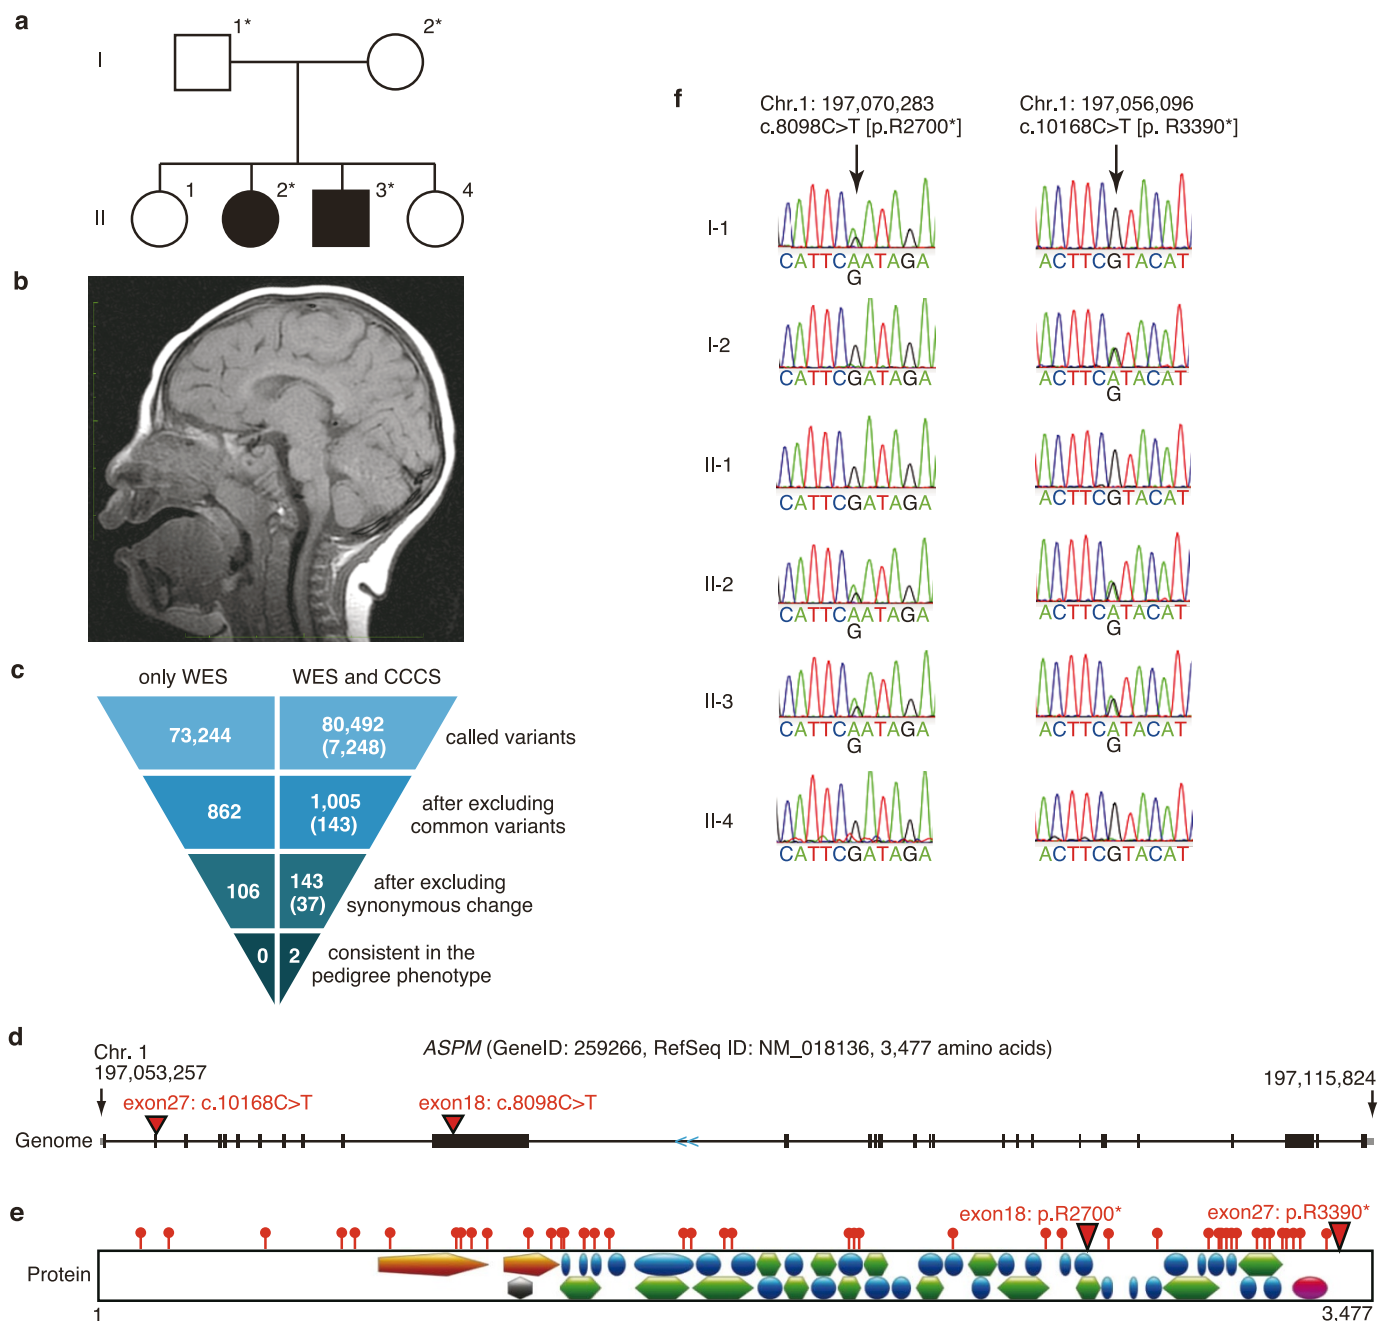 a
1*
2*
I
1
2*
3*
4
II
b
c
only WES
WES and CCCS
73,244
80,492
(7,248)
called variants
862
1,005
(143)
after excluding
common variants
106
143
(37)
after excluding
synonymous change
0
2
consistent in the
pedigree phenotype
f
Chr.1: 197,070,283
c.8098C>T [p.R2700*]
Chr.1: 197,056,096
c.10168C>T [p. R3390*]
I-1
CATTCAATAGA
G
ACTTCGTACAT
I-2
CATTCGATAGA
ACTTCATACAT
G
II-1
CATTCGATAGA
ACTTCGTACAT
II-2
CATTCAATAGA
G
ACTTCATACAT
G
II-3
CATTCAATAGA
G
ACTTCATACAT
G
II-4
CATTCGATAGA
ACTTCGTACAT
d
Chr. 1
197,053,257
ASPM (GeneID: 259266, RefSeq ID: NM_018136, 3,477 amino acids)
197,115,824
exon27: c.10168C>T
exon18: c.8098C>T
Genome
e
exon18: p.R2700*
exon27: p.R3390*
Protein
1
3,477